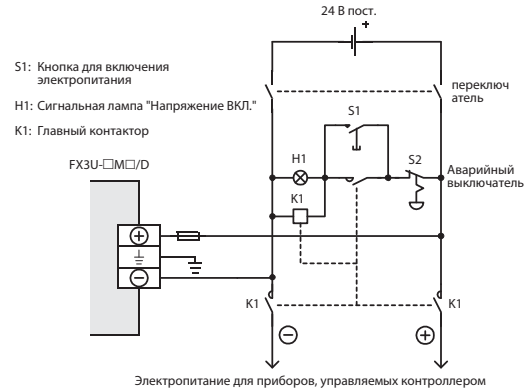 24 В пост.
+
S1: Кнопка для включения
электропитания
H1: Сигнальная лампа "Напряжение ВКЛ."
K1: Главный контактор
переключ
атель
S1
H1
S2
Аварийный
выключатель
K1
FX3U-□M□/D
+
−
K1
K1
−
+
Электропитание для приборов, управляемых контроллером